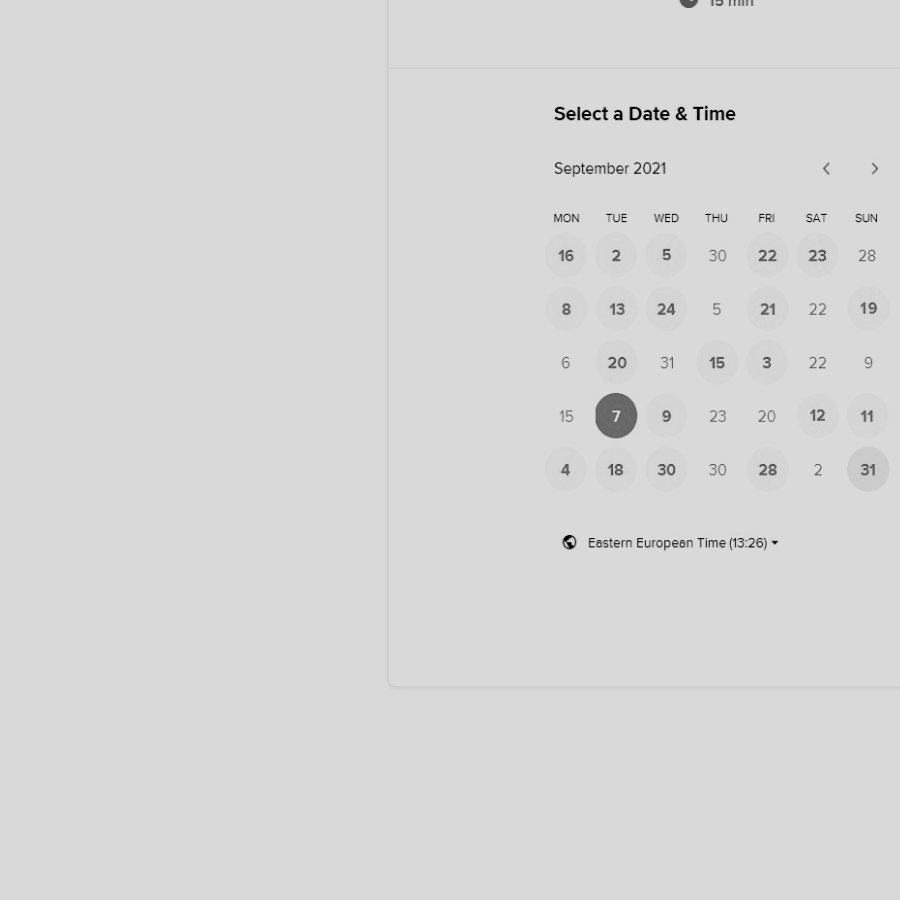 15 min
Select a Date & Time
September 2021
MON TUE WED THU FRI SAT SUN
16 2 5 30 22 23 28
8 13 24 5 21 22 19
6 20 31 15 3 22 9
15 7 9 23 20 12 11
4 18 30 30 28 2 31
Eastern European Time (13:26)